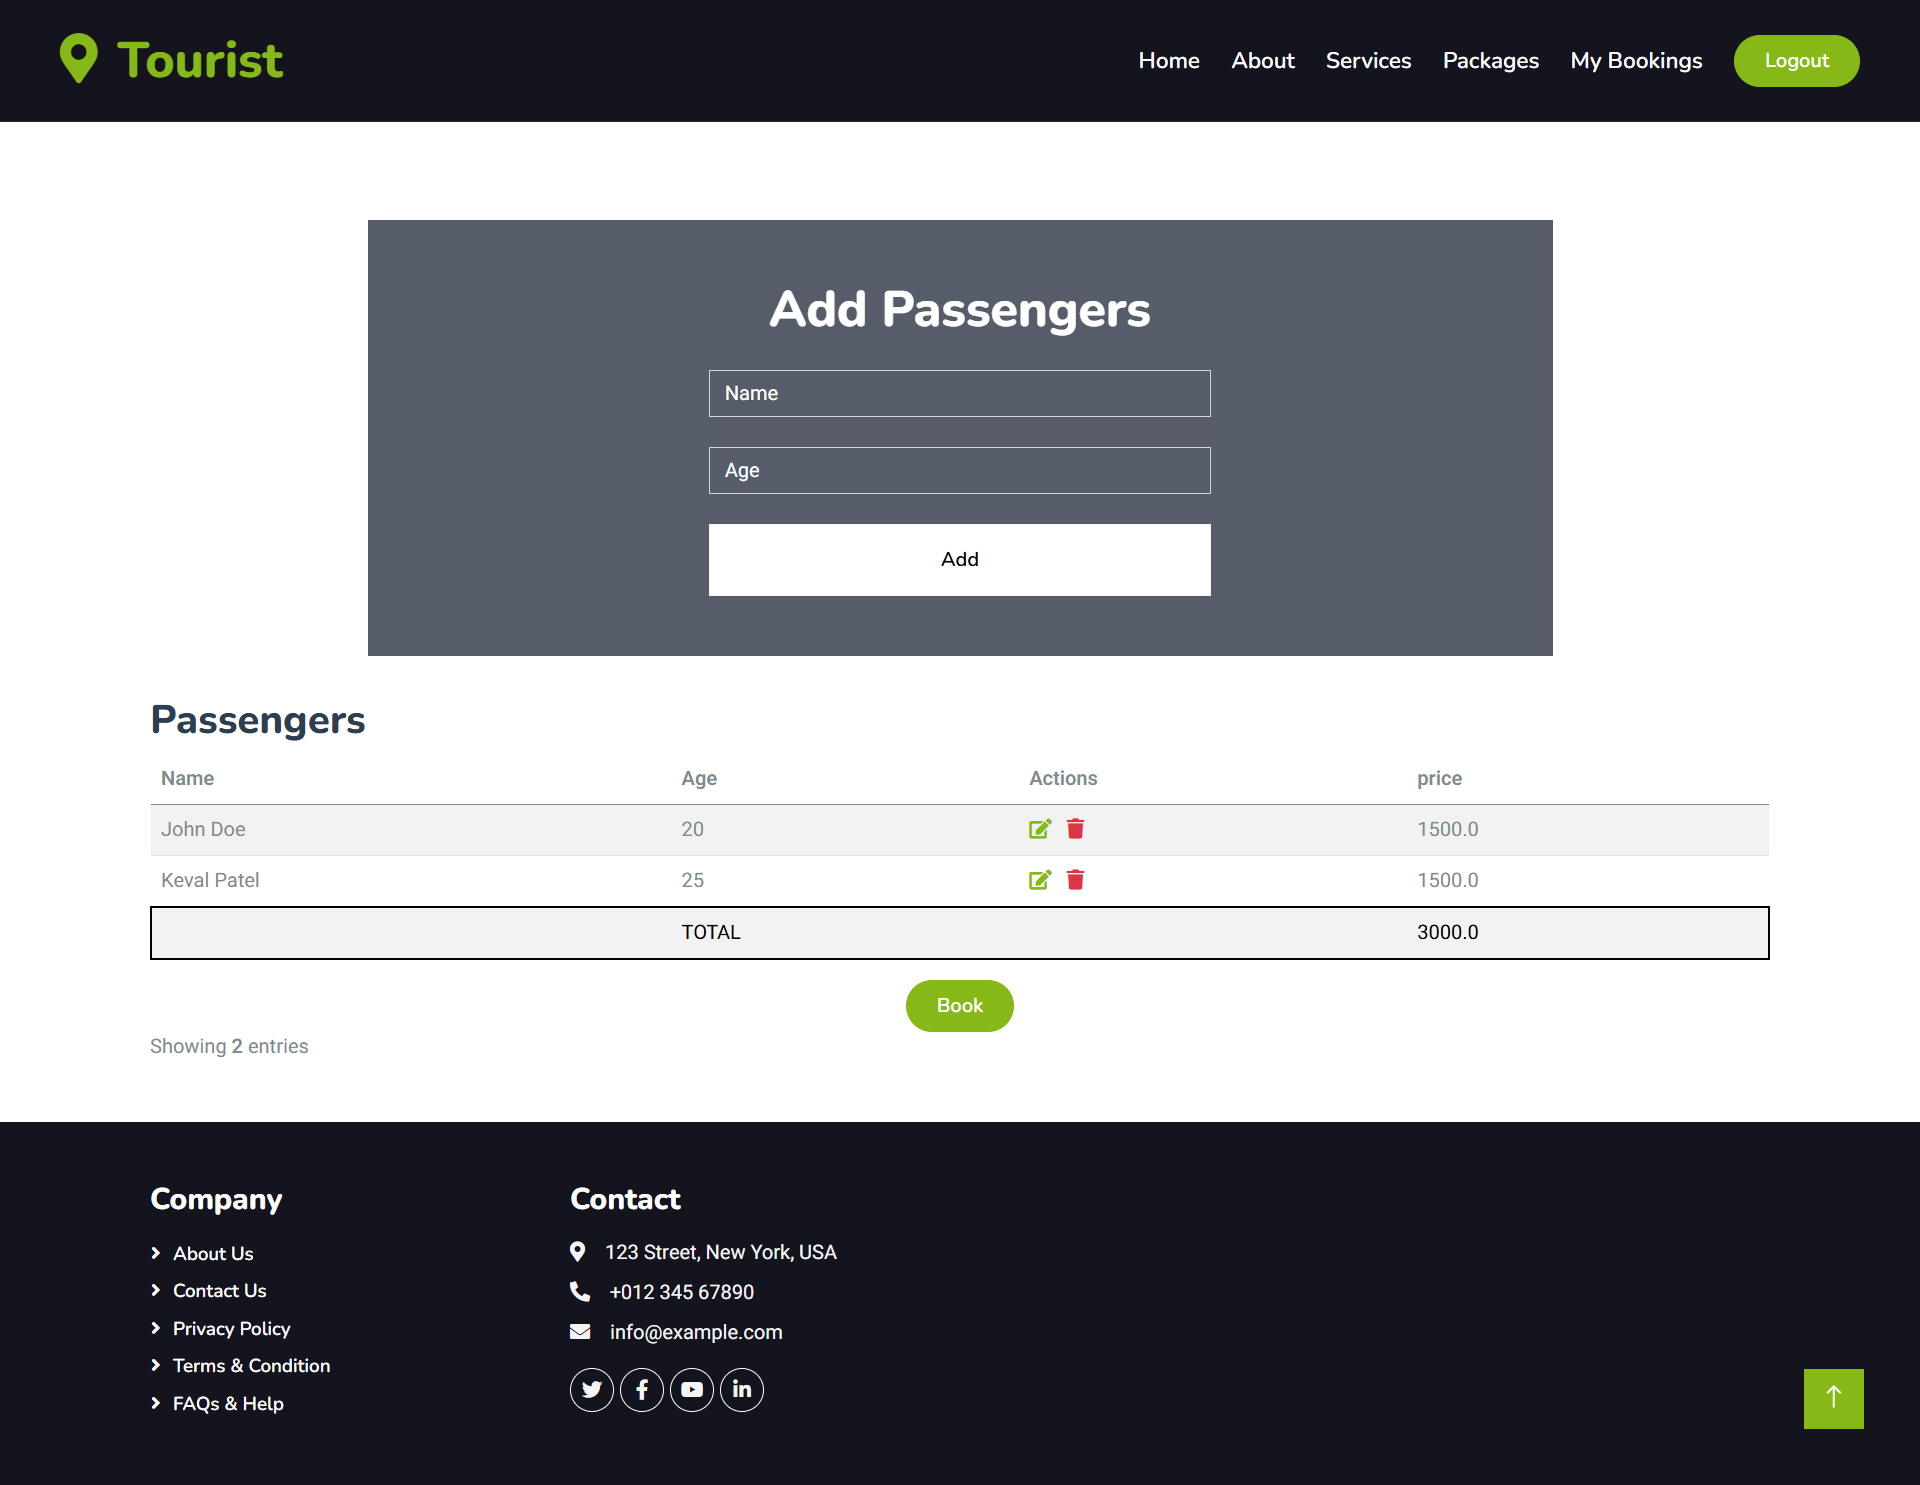 Tourist
Home About Services Packages My Bookings Logout
Add Passengers
Name
Age
Add
Passengers
Name Age Actions price
John Doe 20 1500.0
Keval Patel 25 1500.0
TOTAL 3000.0
Book
Showing 2 entries
Company
About Us
Contact Us
Privacy Policy
Terms & Condition
FAQs & Help
Contact
123 Street, New York, USA
+012 345 67890
info@example.com